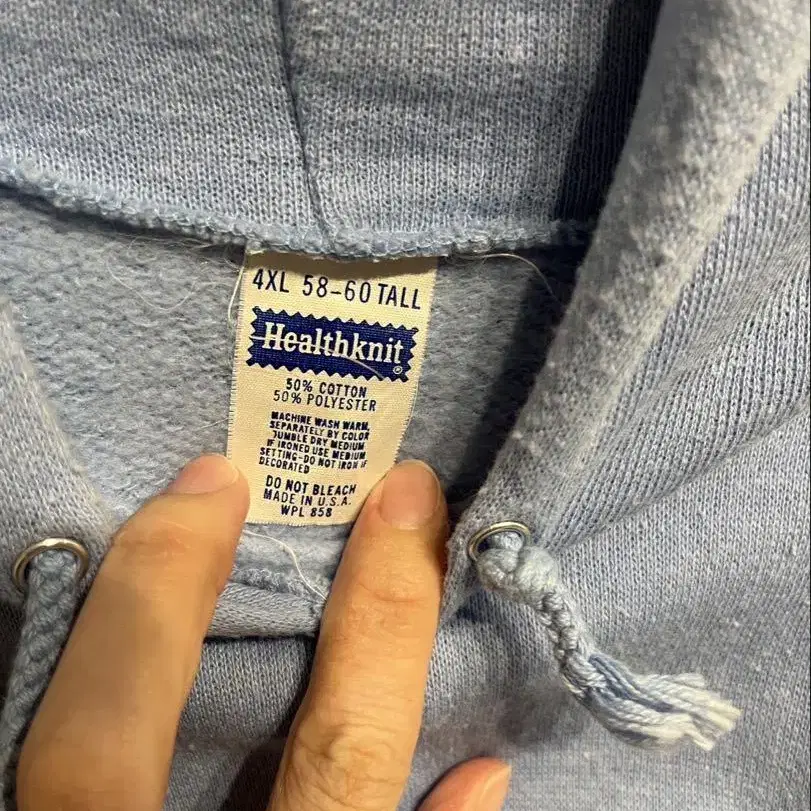 4XL 58-60 TALL
Healthknit®
50% COTTON
50% POLYESTER
MACHINE WASH WARM,
SEPARATELY BY COLOR
TUMBLE DRY MEDIUM
IF IRONED USE MEDIUM
SETTING-DO NOT IRON IF
DECORATED
DO NOT BLEACH
MADE IN U.S.A.
WPL 858